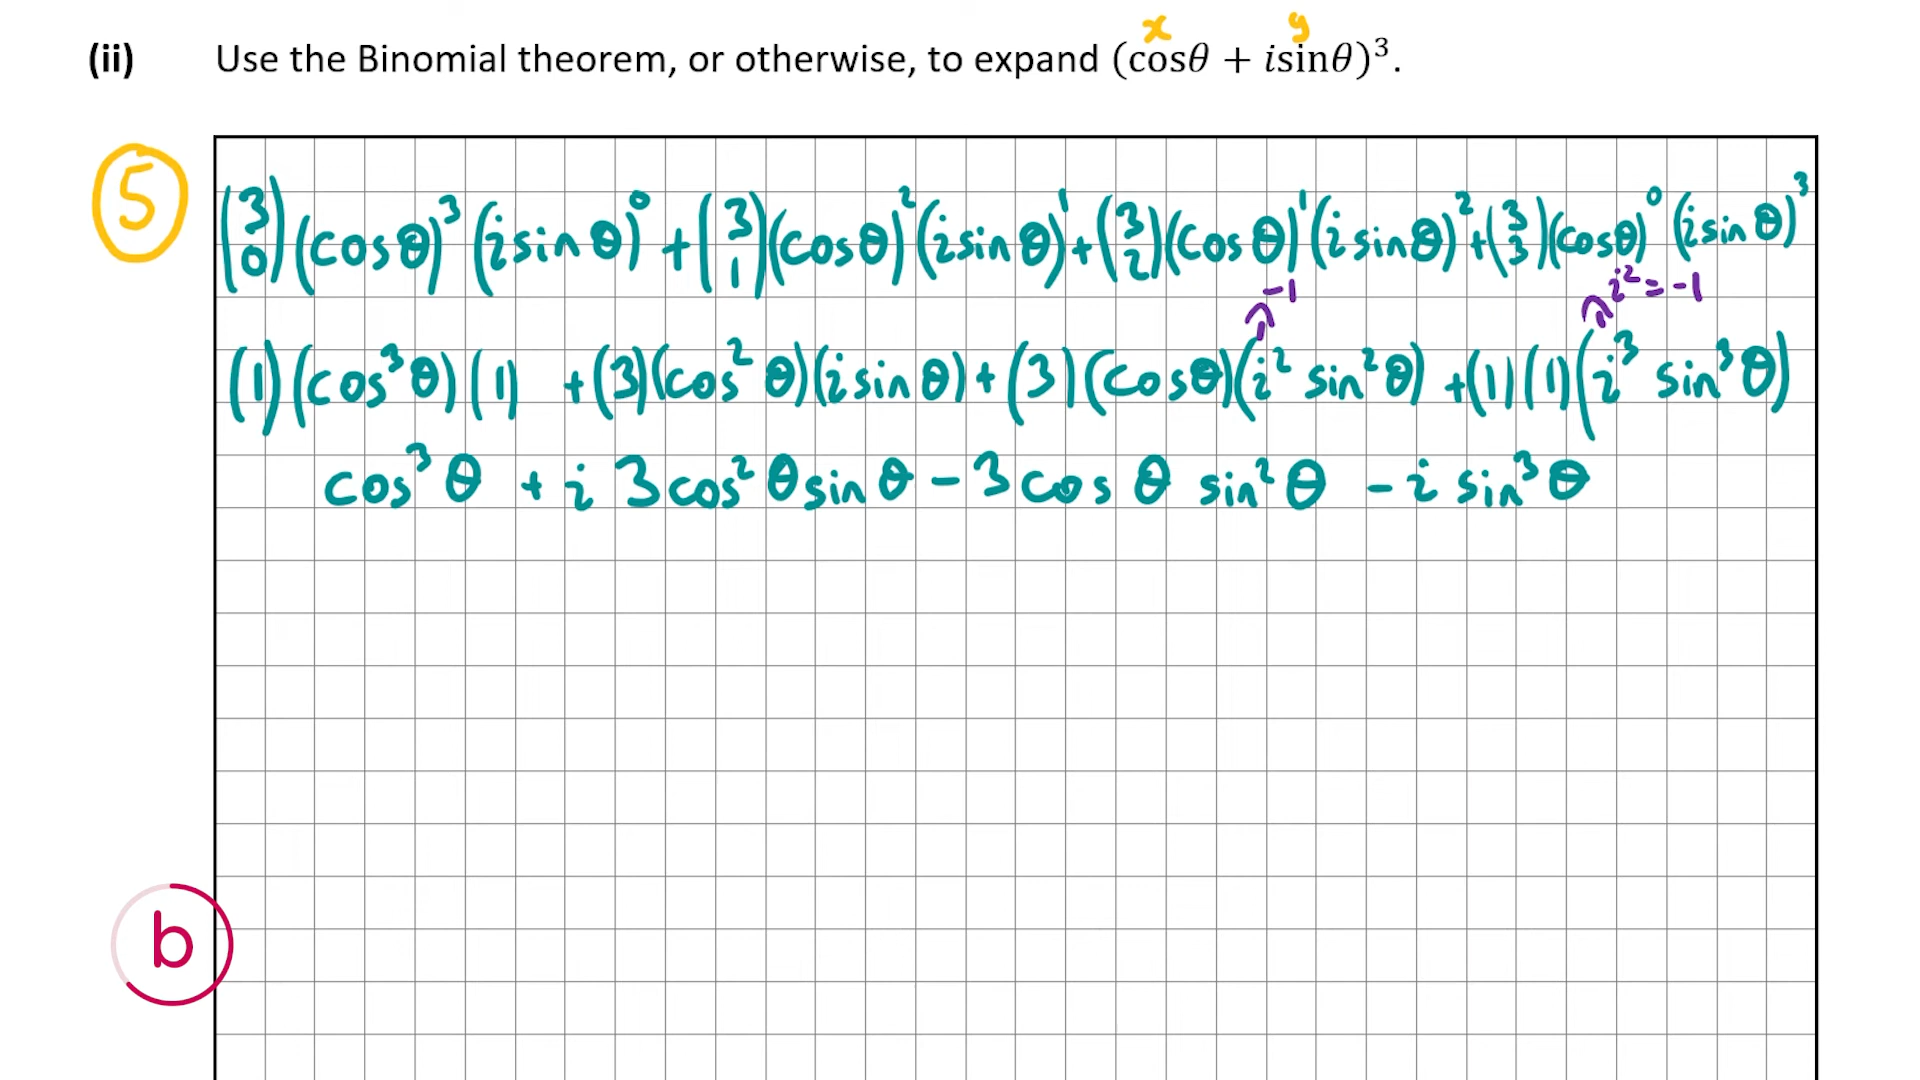 x y
(ii) Use the Binomial theorem, or otherwise, to expand (cosθ + isinθ)³.
5
(3 0)(cosθ)³(isinθ)⁰+(3 1)(cosθ)²(isinθ)¹+(3 2)(cosθ)¹(isinθ)²+(3 3)(cosθ)⁰(isinθ)³
-1 i²=-1
(1)(cos³θ)(1) +(3)(cos²θ)(isinθ)+(3)(cosθ)(i² sin²θ) +(1)(1)(i³ sin³θ)
cos³θ + i 3cos²θsinθ - 3cosθ sin²θ - i sin³θ
b